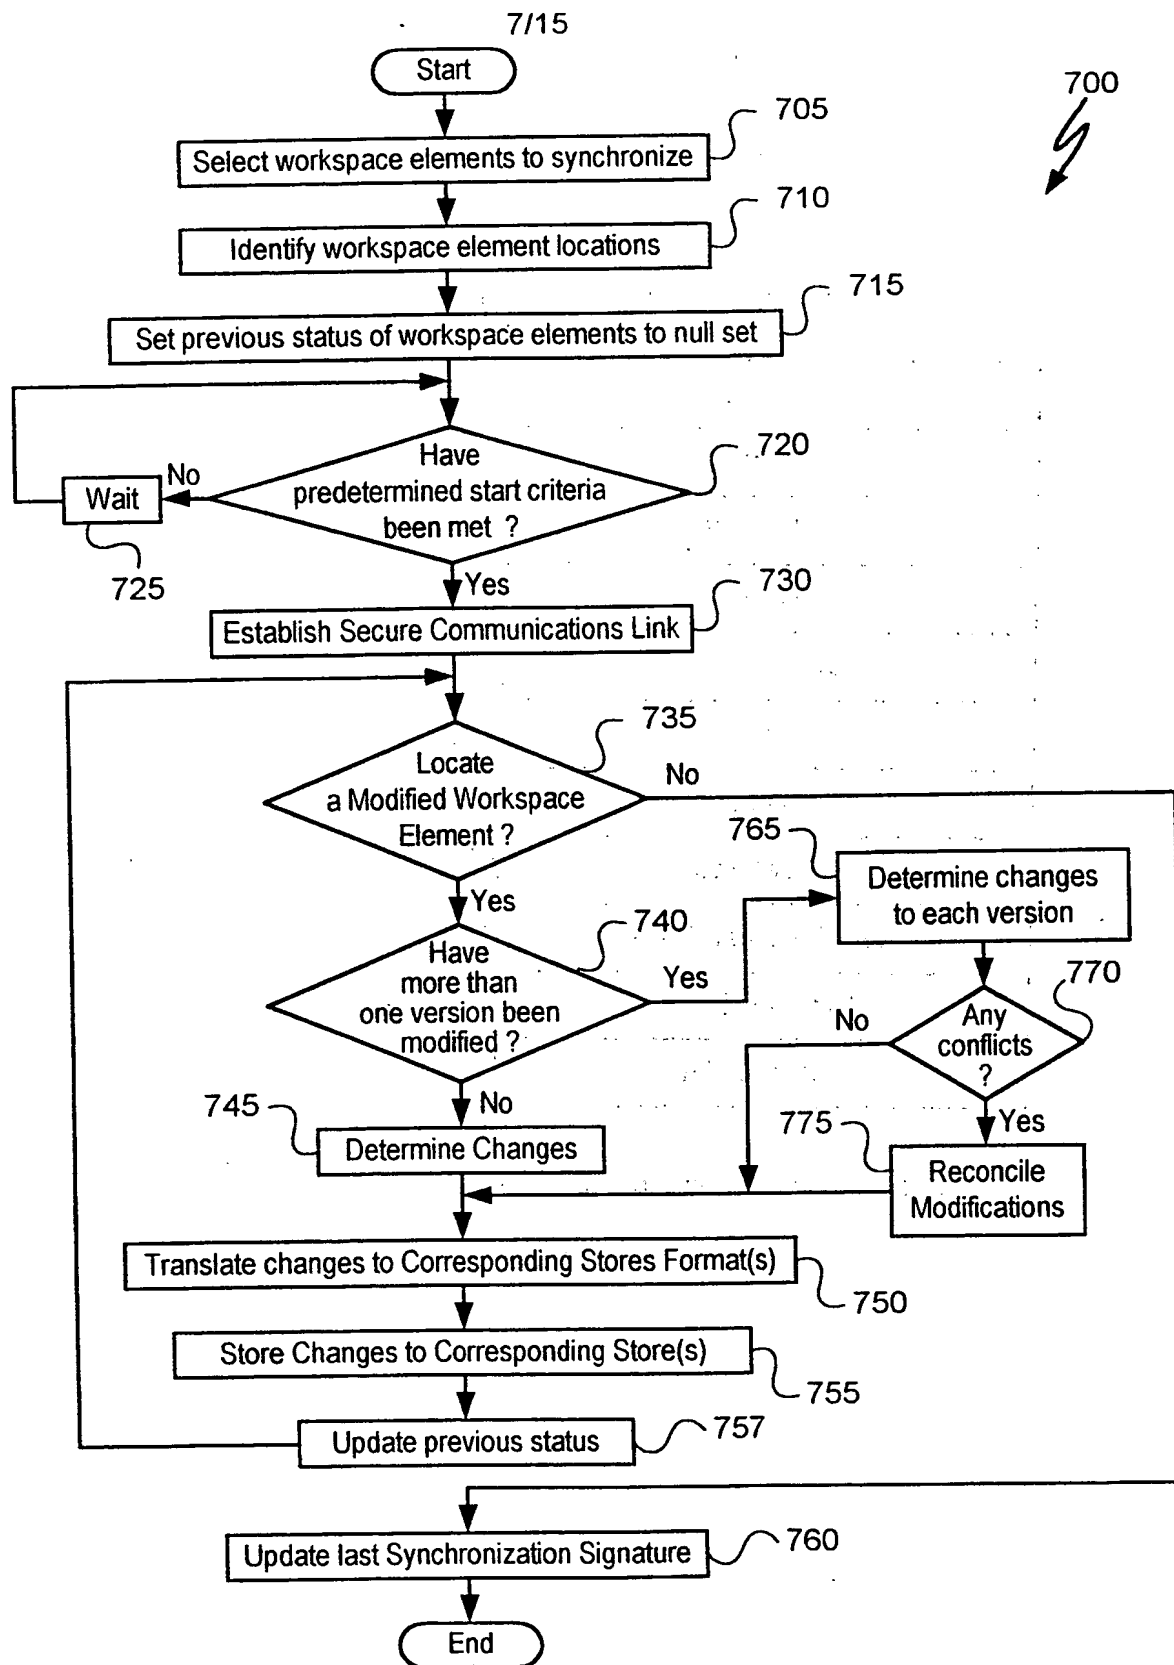 7/15
Start
700
705
Select workspace elements to synchronize
710
Identify workspace element locations
715
Set previous status of workspace elements to null set
720
Have
predetermined start criteria
been met ?
No
Wait
725
Yes
730
Establish Secure Communications Link
735
Locate
a Modified Workspace
Element ?
No
Yes
765
Determine changes
to each version
740
Have
more than
one version been
modified ?
Yes
770
Any
conflicts
?
No
Yes
No
745
Determine Changes
775
Reconcile
Modifications
Translate changes to Corresponding Stores Format(s)
750
Store Changes to Corresponding Store(s)
755
Update previous status
757
Update last Synchronization Signature
760
End